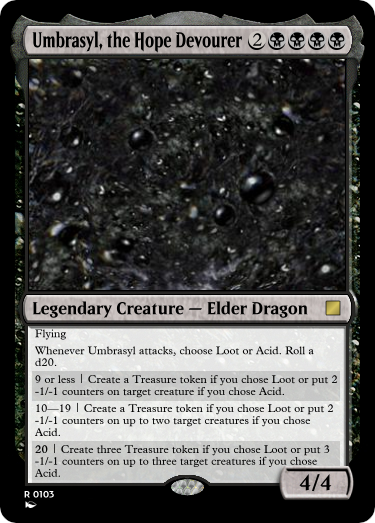 Umbrasyl, the Hope Devourer 2
Legendary Creature — Elder Dragon
Flying
Whenever Umbrasyl attacks, choose Loot or Acid. Roll a
d20.
9 or less | Create a Treasure token if you chose Loot or put 2
-1/-1 counters on target creature if you chose Acid.
10—19 | Create a Treasure token if you chose Loot or put 2
-1/-1 counters on up to two target creatures if you chose
Acid.
20 | Create three Treasure token if you chose Loot or put 3
-1/-1 counters on up to three target creatures if you chose
Acid.
4/4
R 0103